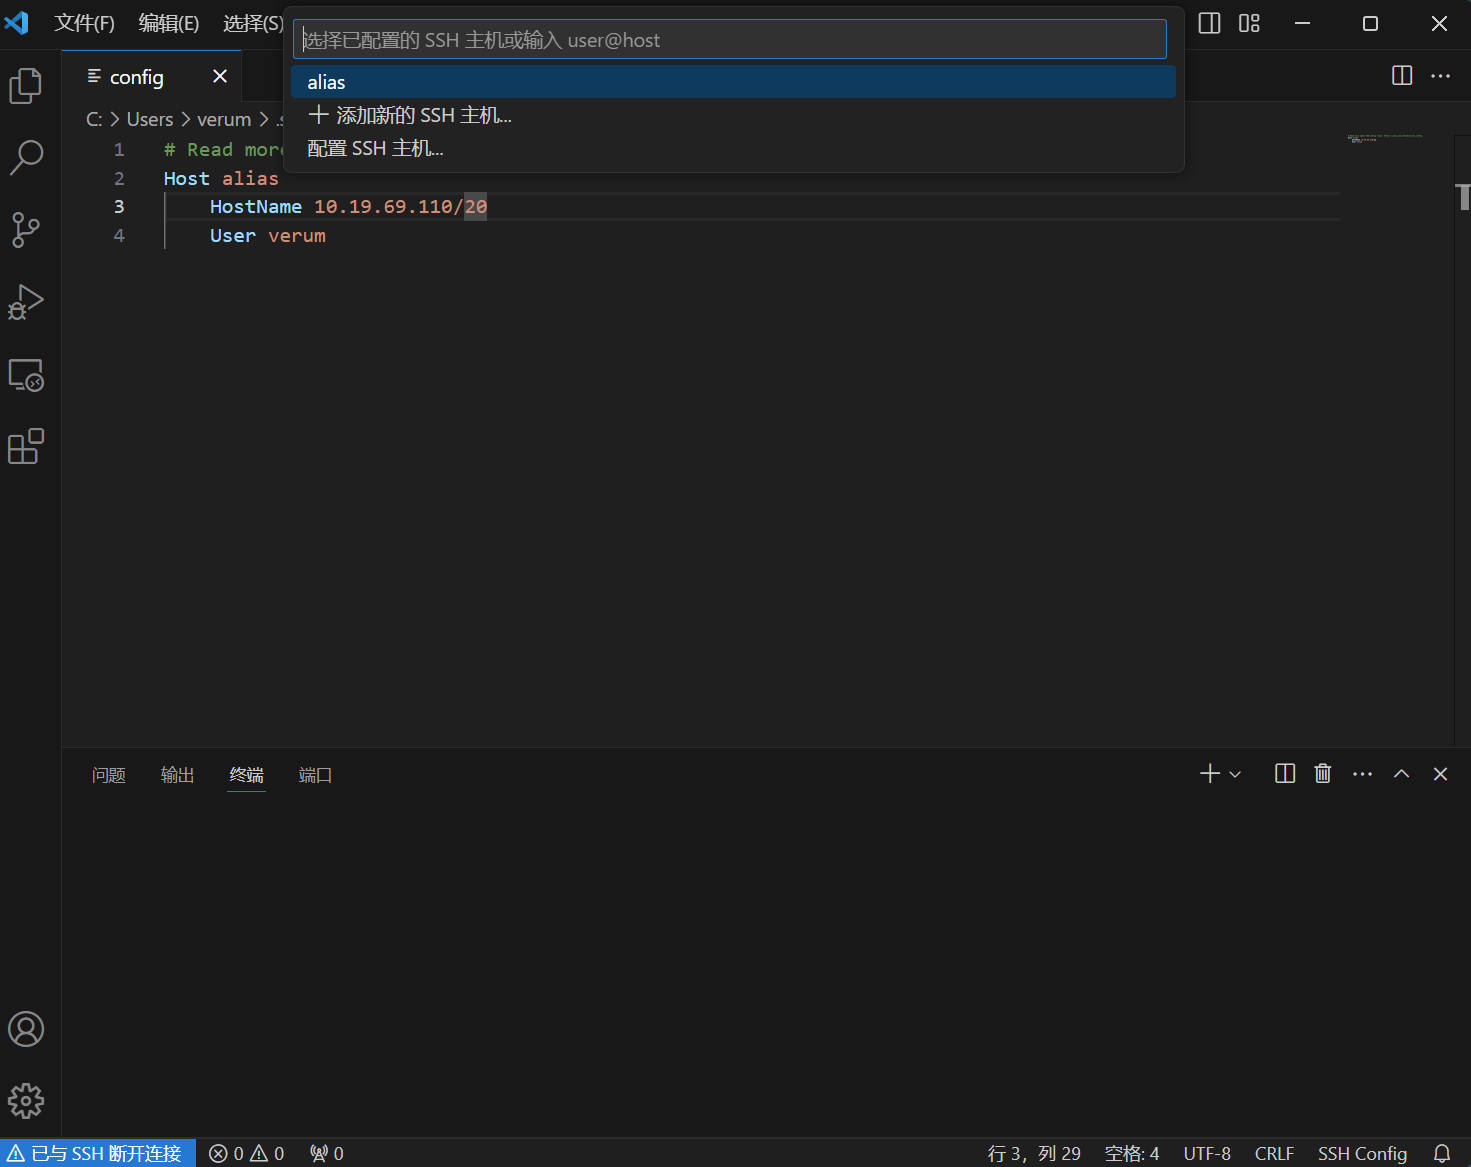 文件(F) 编辑(E) 选择(S)
选择已配置的 SSH 主机或输入 user@host
config
alias
添加新的 SSH 主机...
配置 SSH 主机...
C: > Users > verum > .s
1 # Read more
2 Host alias
3 HostName 10.19.69.110/20
4 User verum
问题 输出 终端 端口
已与 SSH 断开连接 0 0 0 行 3，列 29 空格: 4 UTF-8 CRLF SSH Config